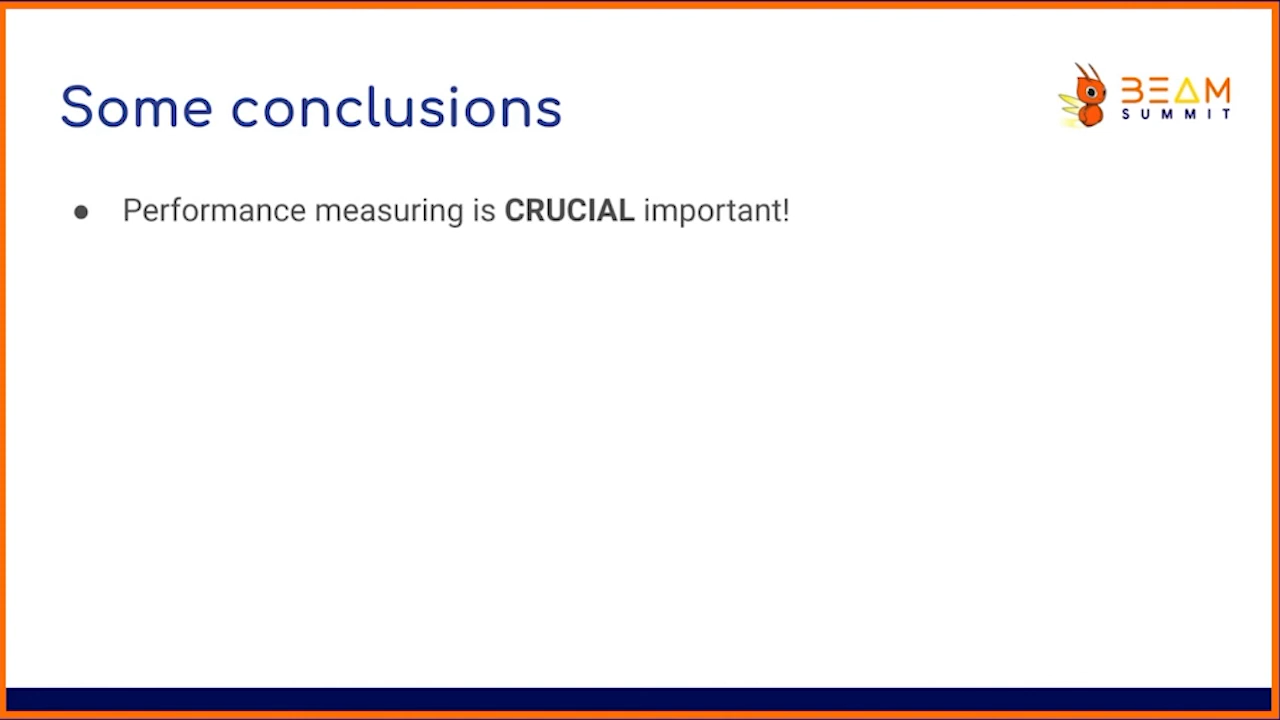 Some conclusions
BEAM
SUMMIT
● Performance measuring is CRUCIAL important!